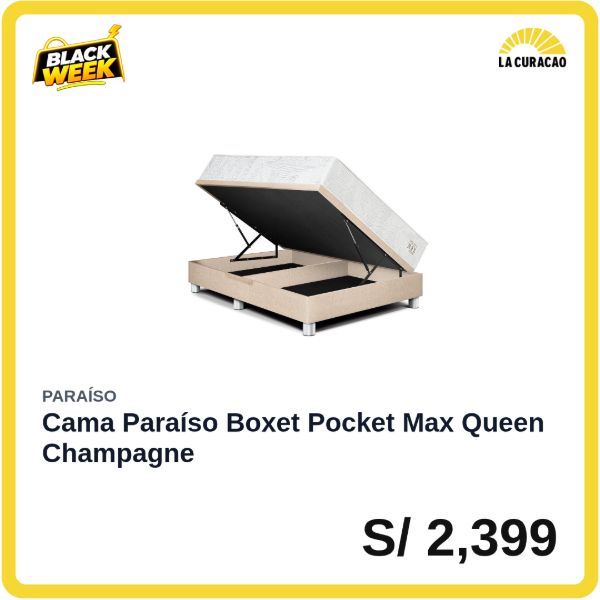 BLACK
WEEK
LA CURACAO
PARAÍSO
Cama Paraíso Boxet Pocket Max Queen
Champagne
S/ 2,399